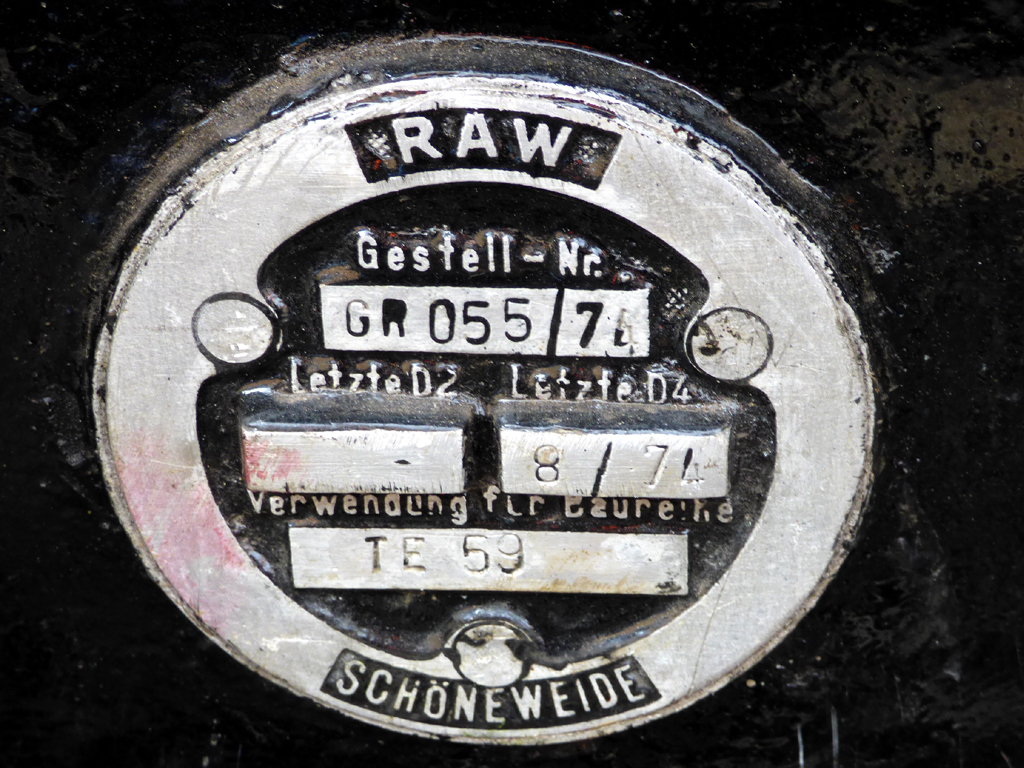 RAW
Gestell-Nr.
GR 055/74
Letzte D2 Letzte D4
8/74
Verwendung für Baureihe
TE 59
SCHÖNEWEIDE